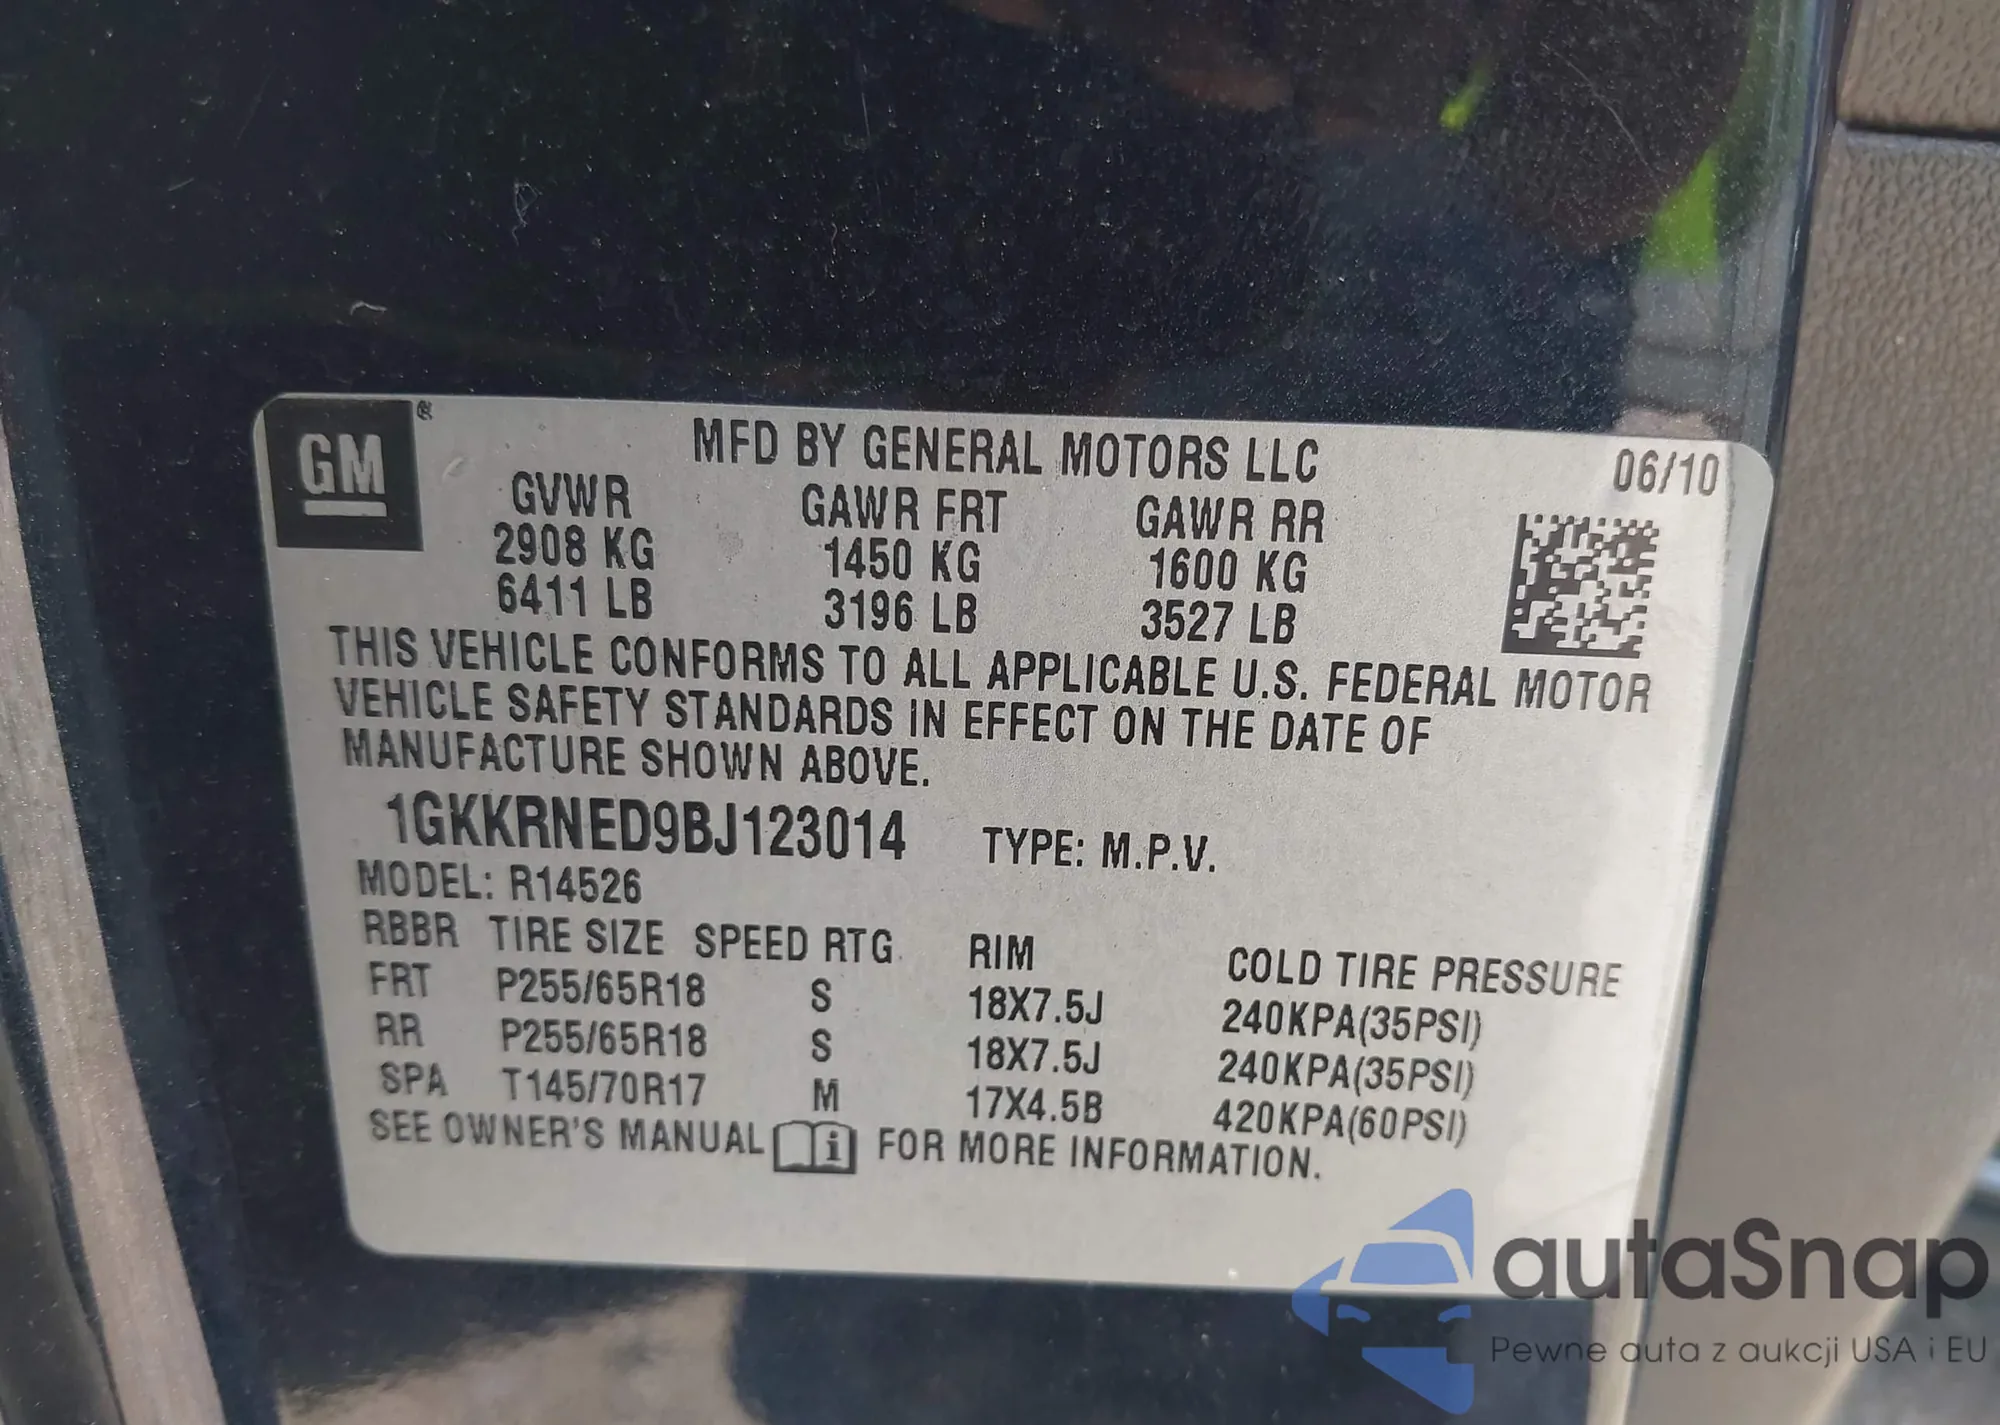 GM®
MFD BY GENERAL MOTORS LLC 06/10
GVWR GAWR FRT GAWR RR
2908 KG 1450 KG 1600 KG
6411 LB 3196 LB 3527 LB
THIS VEHICLE CONFORMS TO ALL APPLICABLE U.S. FEDERAL MOTOR
VEHICLE SAFETY STANDARDS IN EFFECT ON THE DATE OF
MANUFACTURE SHOWN ABOVE.
1GKKRNED9BJ123014 TYPE: M.P.V.
MODEL: R14526
RBBR TIRE SIZE SPEED RTG RIM COLD TIRE PRESSURE
FRT P255/65R18 S 18X7.5J 240KPA(35PSI)
RR P255/65R18 S 18X7.5J 240KPA(35PSI)
SPA T145/70R17 M 17X4.5B 420KPA(60PSI)
SEE OWNER'S MANUAL i FOR MORE INFORMATION.
autaSnap
Pewne auta z aukcji USA i EU